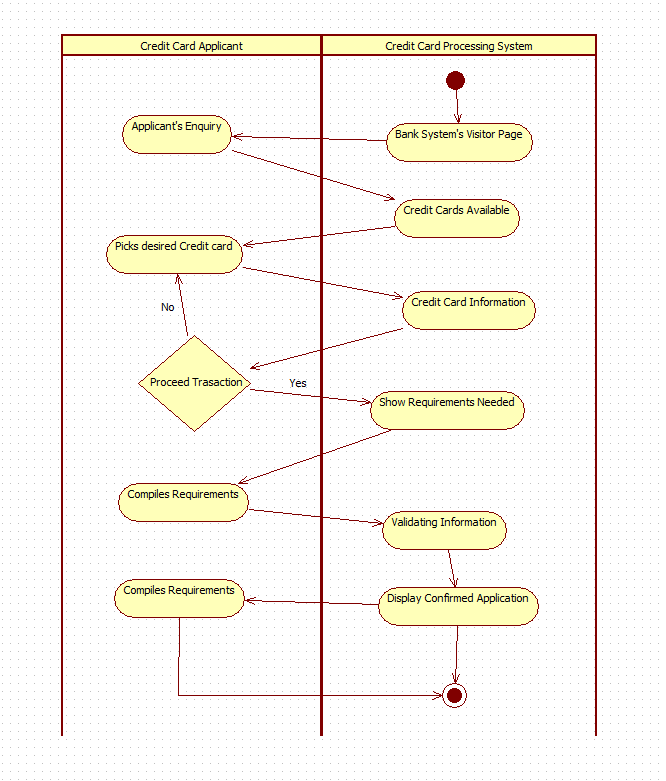 Credit Card Applicant
Credit Card Processing System
Bank System's Visitor Page
Applicant's Enquiry
Credit Cards Available
Picks desired Credit card
Credit Card Information
No
Proceed Trasaction
Yes
Show Requirements Needed
Compiles Requirements
Validating Information
Compiles Requirements
Display Confirmed Application